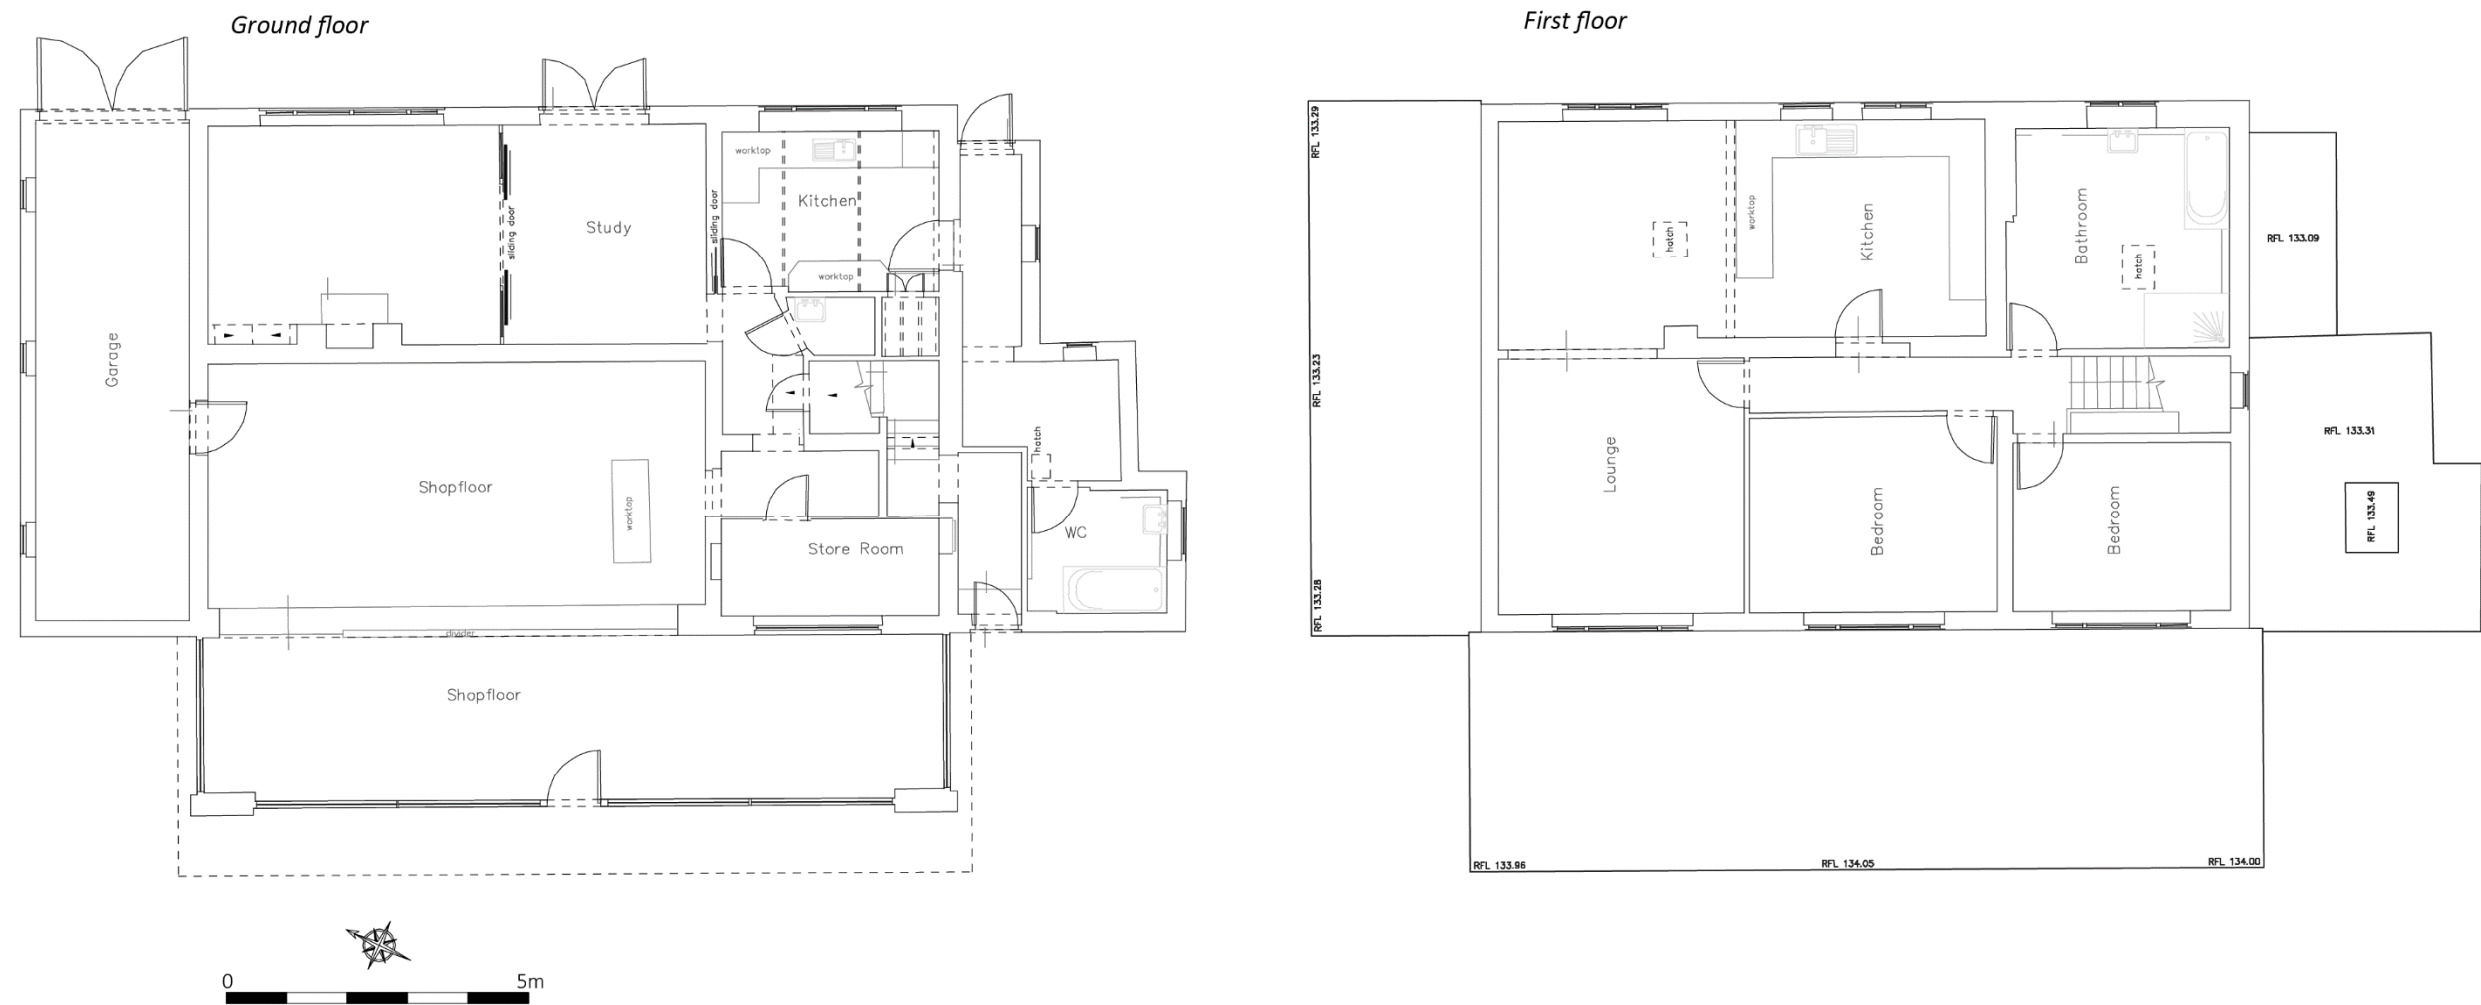 Ground floor
First floor
worktop
Kitchen
sliding door
sliding door
Study
worktop
Garage
hatch
Shopfloor
worktop
WC
Store Room
divider
Shopfloor
0 5m
RFL 133.29
RFL 133.23
RFL 133.28
hatch
worktop
Kitchen
Bathroom
hatch
RFL 133.09
Lounge
Bedroom
Bedroom
RFL 133.31
RFL 133.49
RFL 133.96
RFL 134.05
RFL 134.00